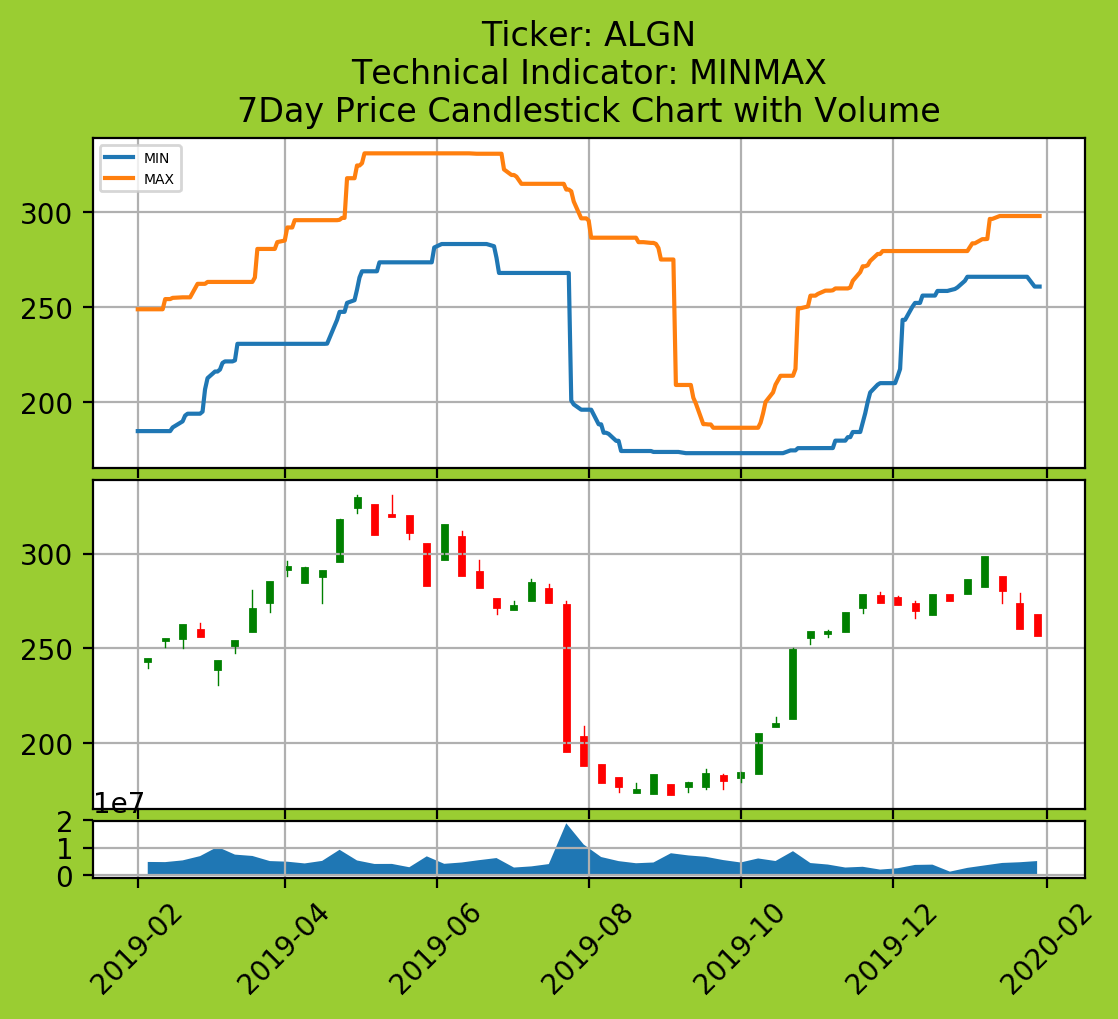 Ticker: ALGN
Technical Indicator: MINMAX
7Day Price Candlestick Chart with Volume
MIN
MAX
300
250
200
300
250
200
1e7
2
1
0
2019-02
2019-04
2019-06
2019-08
2019-10
2019-12
2020-02